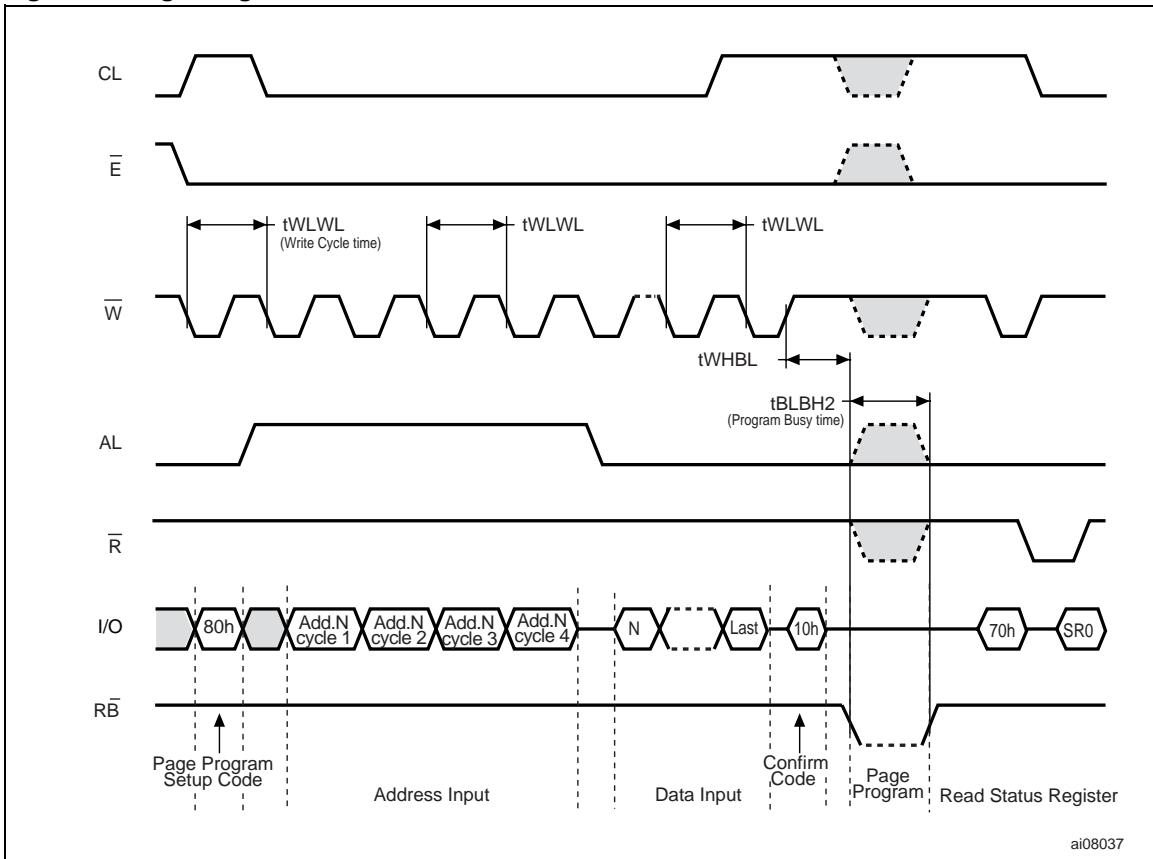 CL
E̅
tWLWL
(Write Cycle time)
tWLWL
tWLWL
W̅
tWHBL
tBLBH2
(Program Busy time)
AL
R̅
I/O
80h
Add.N
cycle 1
Add.N
cycle 2
Add.N
cycle 3
Add.N
cycle 4
N
Last
10h
70h
SR0
RB̅
Page Program
Setup Code
Address Input
Data Input
Confirm
Code
Page
Program
Read Status Register
ai08037